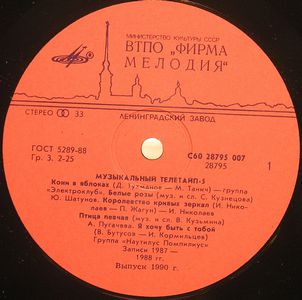 МИНИСТЕРСТВО КУЛЬТУРЫ СССР
ВТПО „ФИРМА
МЕЛОДИЯ"
СТЕРЕО 33
ЛЕНИНГРАДСКИЙ ЗАВОД
ГОСТ 5289-88
Гр. 3. 2-25
С60 28795 007
28795
1
МУЗЫКАЛЬНЫЙ ТЕЛЕТАЙП-5
Кони в яблоках (Д. Тухманов — М. Танич) — группа
«Электроклуб». Белые розы (муз. и сл. С. Кузнецова)
Ю. Шатунов. Королевство кривых зеркал (И. Нико-
лаев — П. Жагун) — И. Николаев
Птица певчая (муз. и сл. В. Кузьмина)
А. Пугачева. Я хочу быть с тобой
(В. Бутусов — И. Кормильцев)
Группа «Наутилус Помпилиус»
Записи 1987—
1988 гг.
Выпуск 1990 г.